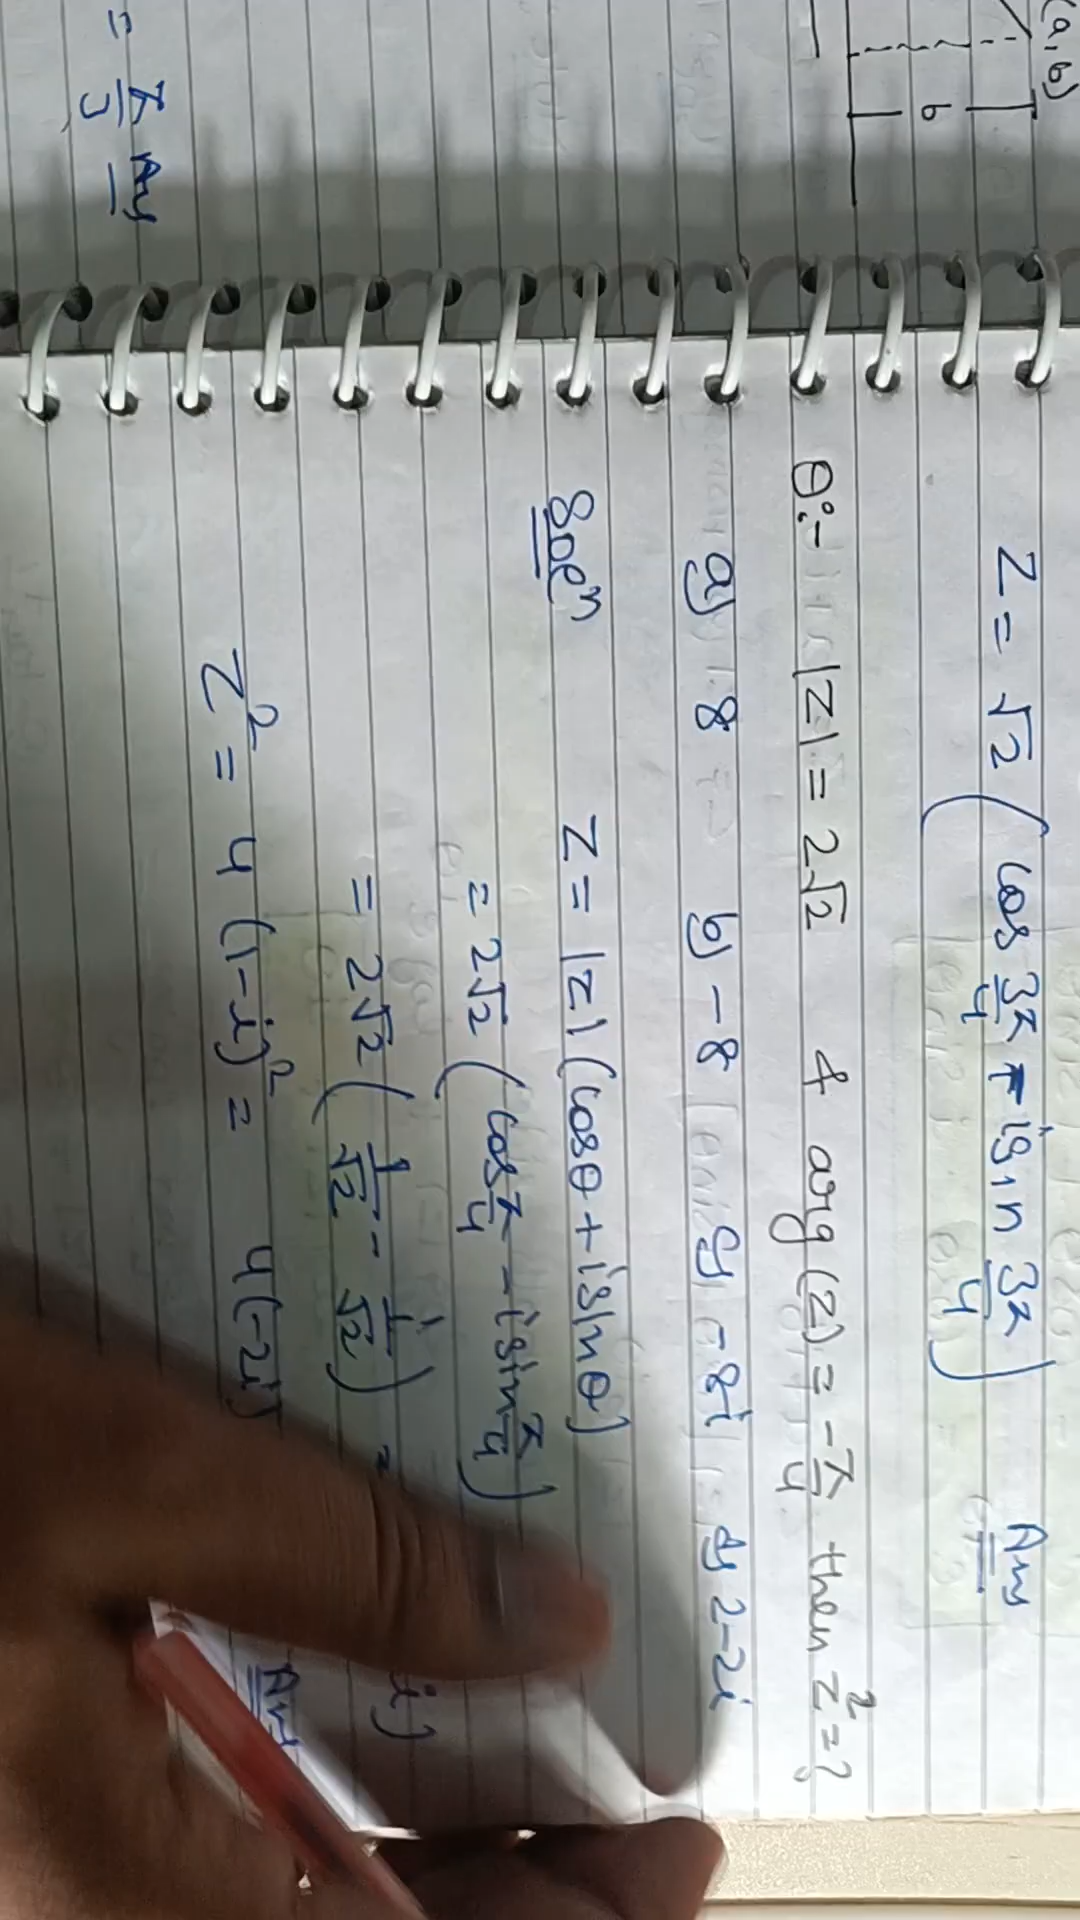 (a, b)
b
= π/3 Ans
Z = √2 (cos 3π/4 + i sin 3π/4) Ans
Q:- |Z| = 2√2 & arg(z) = -π/4 then z² = ?
a) 8 b) -8 c) -8i d) 2-2i
Solⁿ Z = |z| (cosθ + i sinθ)
= 2√2 (cos π/4 - i sin π/4)
= 2√2 (1/√2 - i/√2) = i)
Z² = 4 (1-i)² = 4(-2i) Ans